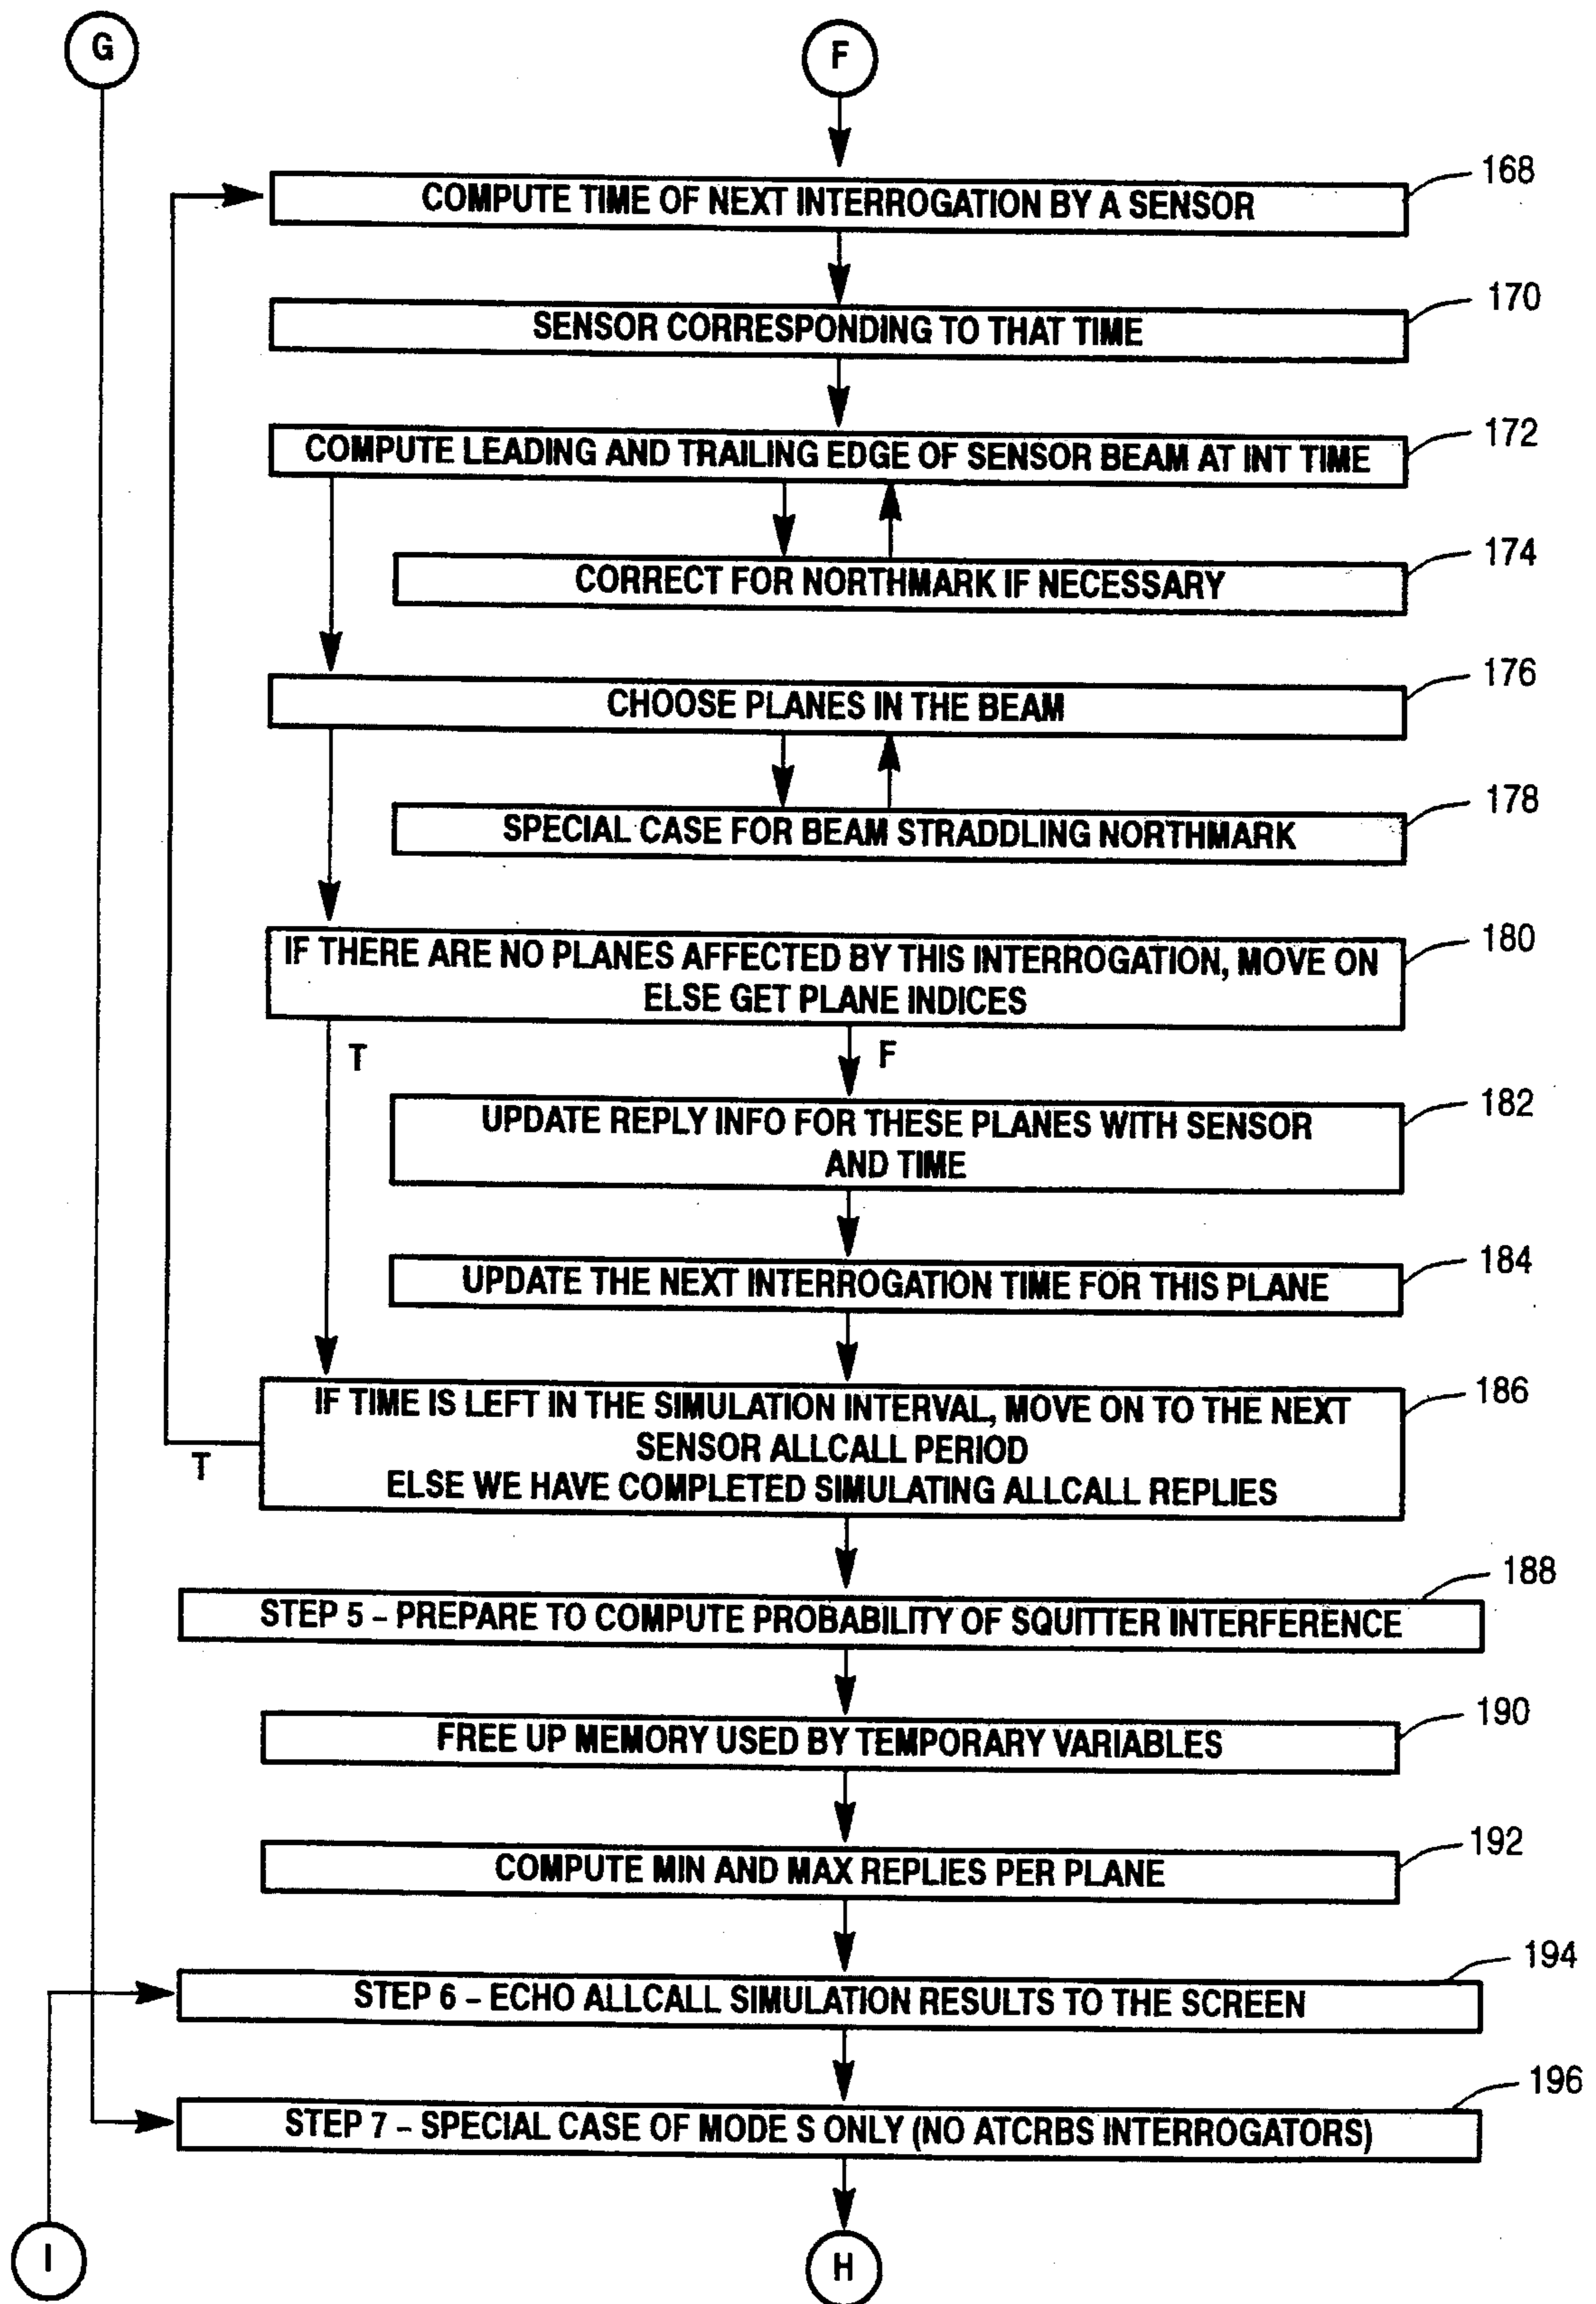 G
F
168
COMPUTE TIME OF NEXT INTERROGATION BY A SENSOR
170
SENSOR CORRESPONDING TO THAT TIME
172
COMPUTE LEADING AND TRAILING EDGE OF SENSOR BEAM AT INT TIME
174
CORRECT FOR NORTHMARK IF NECESSARY
176
CHOOSE PLANES IN THE BEAM
178
SPECIAL CASE FOR BEAM STRADDLING NORTHMARK
180
IF THERE ARE NO PLANES AFFECTED BY THIS INTERROGATION, MOVE ON
ELSE GET PLANE INDICES
T
F
182
UPDATE REPLY INFO FOR THESE PLANES WITH SENSOR
AND TIME
184
UPDATE THE NEXT INTERROGATION TIME FOR THIS PLANE
186
IF TIME IS LEFT IN THE SIMULATION INTERVAL, MOVE ON TO THE NEXT
SENSOR ALLCALL PERIOD
ELSE WE HAVE COMPLETED SIMULATING ALLCALL REPLIES
T
188
STEP 5 – PREPARE TO COMPUTE PROBABILITY OF SQUITTER INTERFERENCE
190
FREE UP MEMORY USED BY TEMPORARY VARIABLES
192
COMPUTE MIN AND MAX REPLIES PER PLANE
194
STEP 6 – ECHO ALLCALL SIMULATION RESULTS TO THE SCREEN
196
STEP 7 – SPECIAL CASE OF MODE S ONLY (NO ATCRBS INTERROGATORS)
I
H